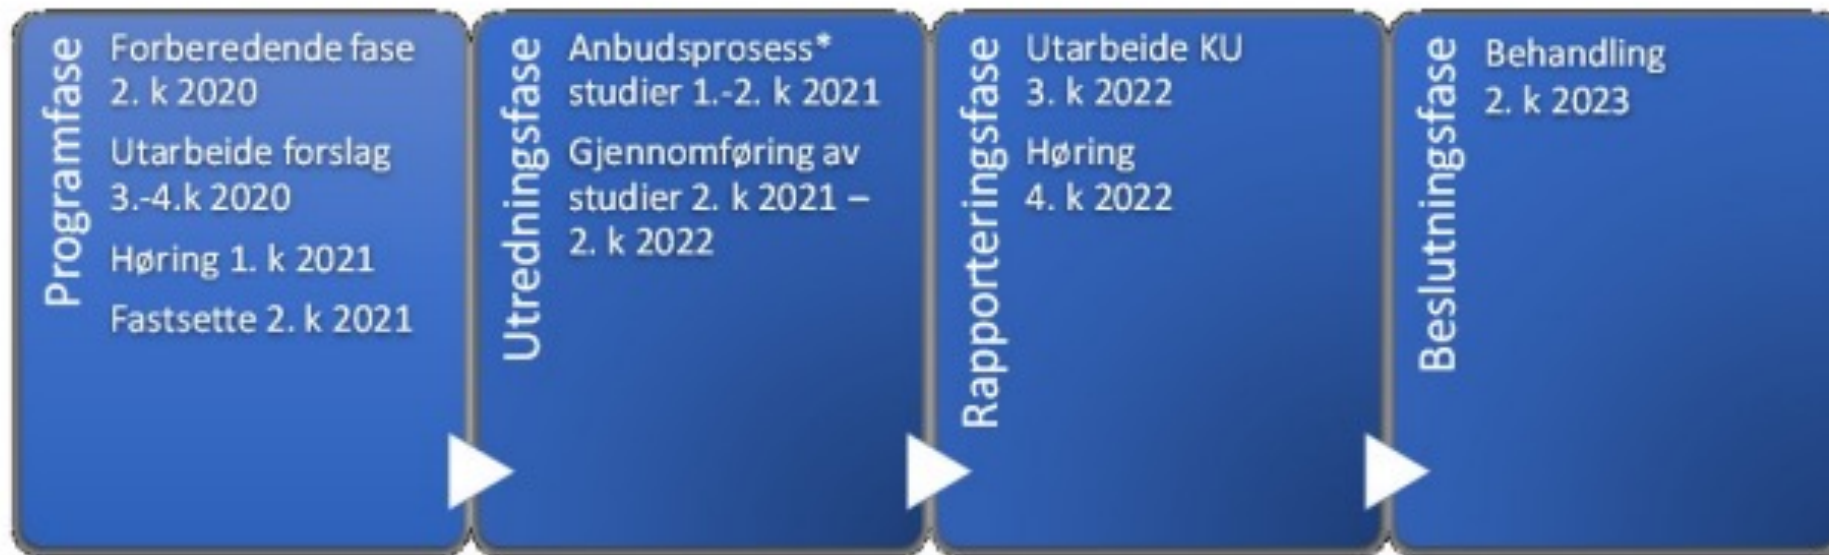 Programfase
Forberedende fase
2. k 2020
Utarbeide forslag
3.-4.k 2020
Høring 1. k 2021
Fastsette 2. k 2021
Utredningsfase
Anbudsprosess*
studier 1.-2. k 2021
Gjennomføring av
studier 2. k 2021 –
2. k 2022
Rapporteringsfase
Utarbeide KU
3. k 2022
Høring
4. k 2022
Beslutningsfase
Behandling
2. k 2023